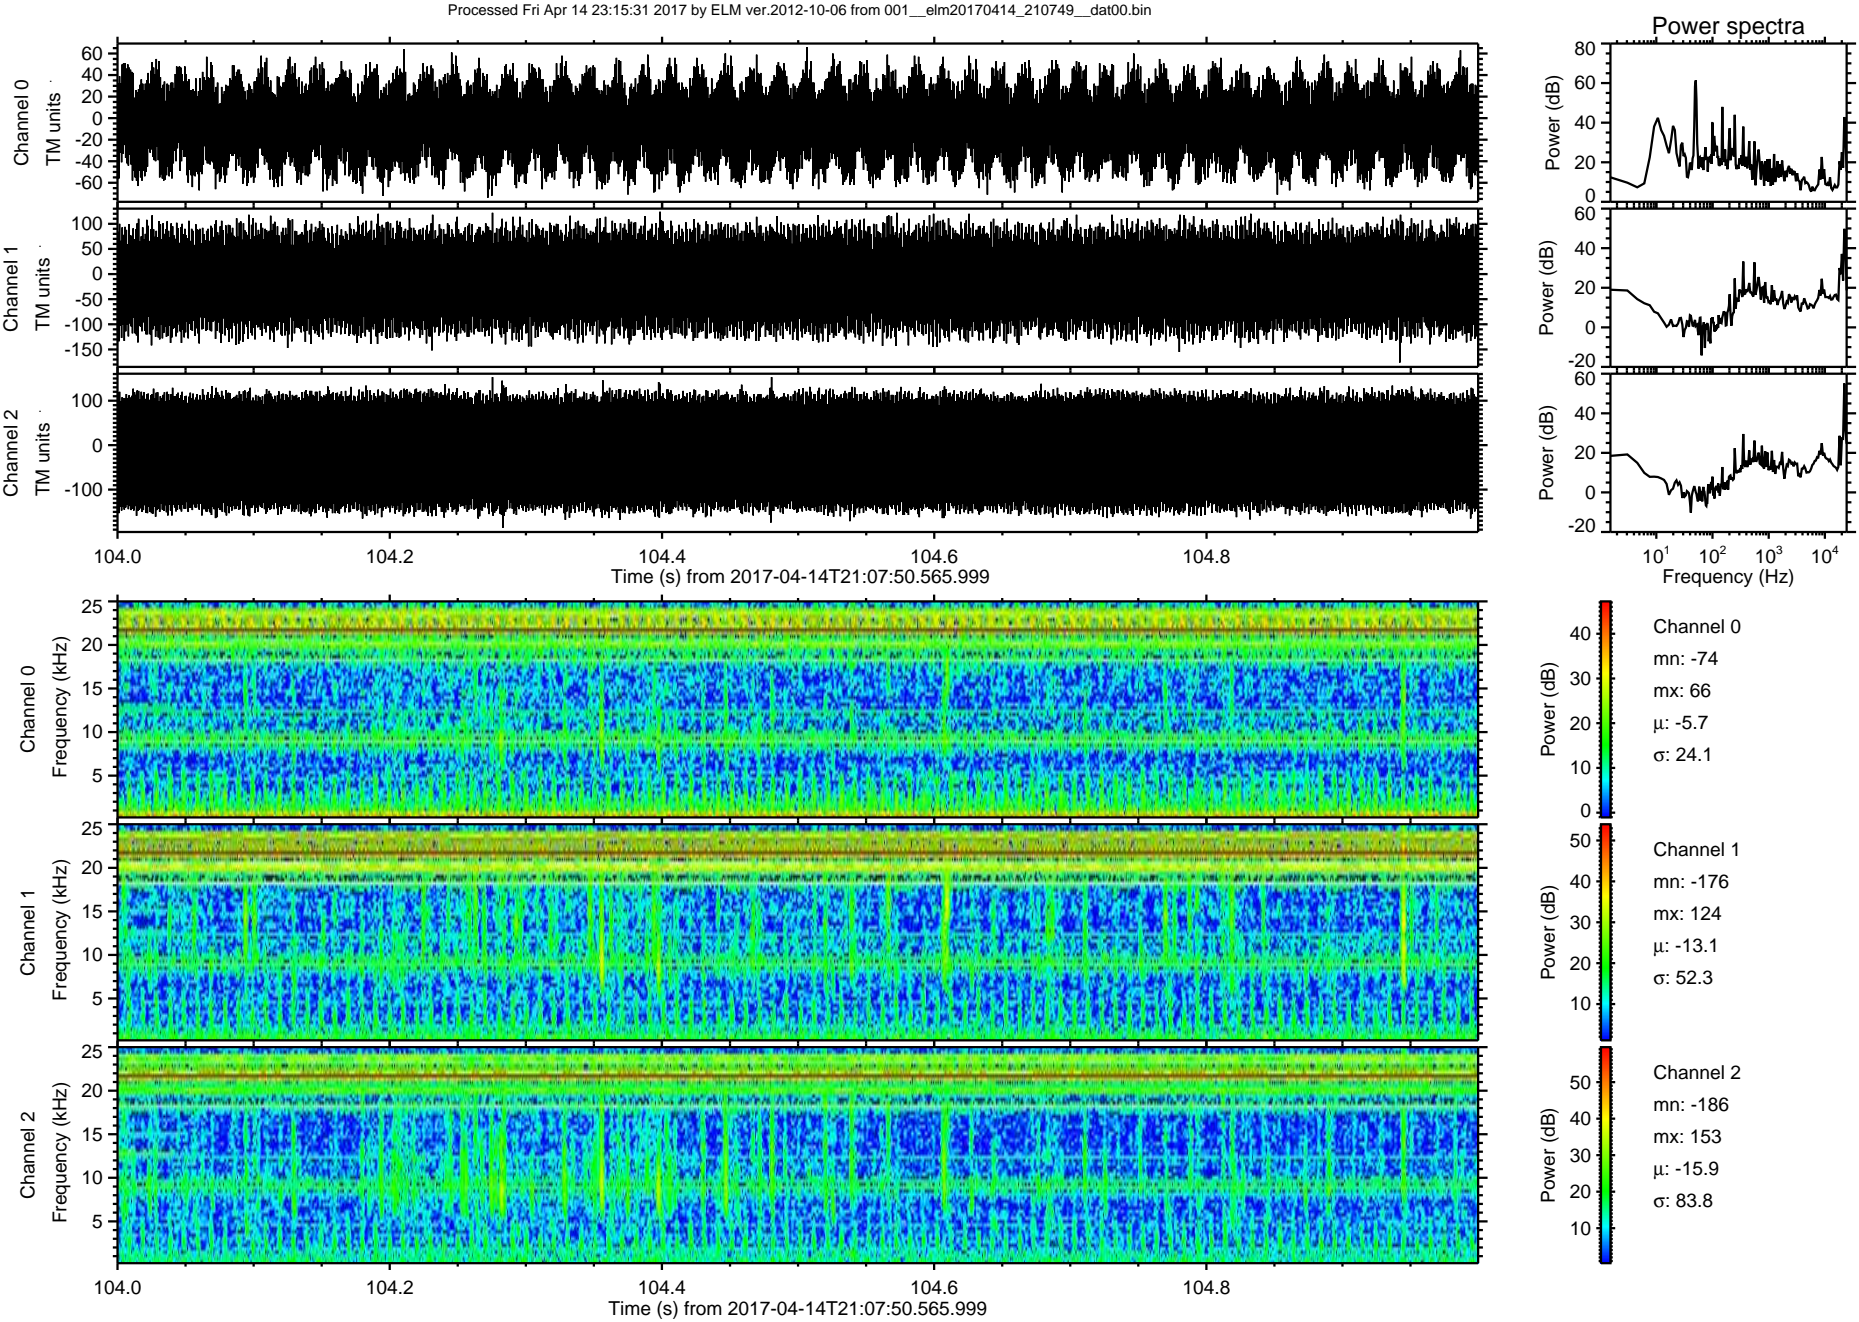 Processed Fri Apr 14 23:15:31 2017 by ELM ver.2012-10-06 from 001__elm20170414_210749__dat00.bin
Power spectra
Channel 0
TM units
60
40
20
0
-20
-40
-60
Power (dB)
80
60
40
20
0
Channel 1
TM units
100
50
0
-50
-100
-150
Power (dB)
60
40
20
0
-20
Channel 2
TM units
100
0
-100
Power (dB)
60
40
20
0
-20
104.0 104.2 104.4 104.6 104.8
Time (s) from 2017-04-14T21:07:50.565.999
10^1 10^2 10^3 10^4
Frequency (Hz)
Channel 0
Frequency (kHz)
25
20
15
10
5
Power (dB)
40
30
20
10
0
Channel 0
mn: -74
mx: 66
μ: -5.7
σ: 24.1
Channel 1
Frequency (kHz)
25
20
15
10
5
Power (dB)
50
40
30
20
10
Channel 1
mn: -176
mx: 124
μ: -13.1
σ: 52.3
Channel 2
Frequency (kHz)
25
20
15
10
5
Power (dB)
50
40
30
20
10
Channel 2
mn: -186
mx: 153
μ: -15.9
σ: 83.8
104.0 104.2 104.4 104.6 104.8
Time (s) from 2017-04-14T21:07:50.565.999